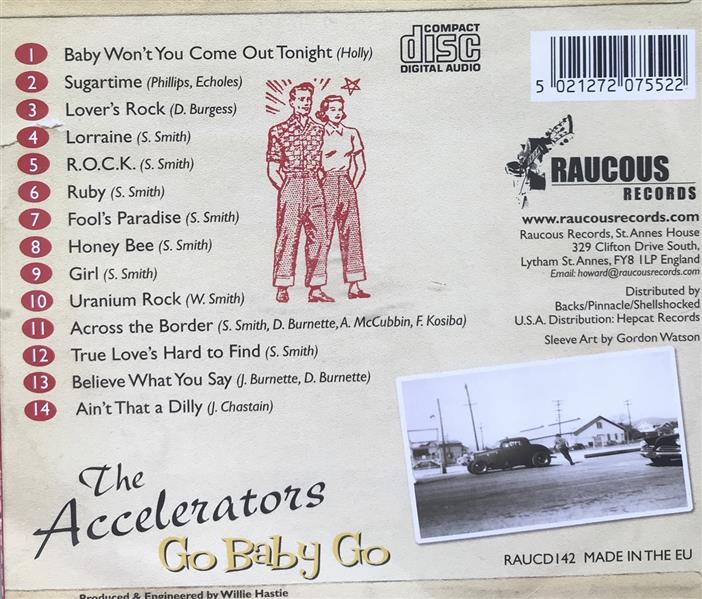 1 Baby Won't You Come Out Tonight (Holly)
2 Sugartime (Phillips, Echoles)
3 Lover's Rock (D. Burgess)
4 Lorraine (S. Smith)
5 R.O.C.K. (S. Smith)
6 Ruby (S. Smith)
7 Fool's Paradise (S. Smith)
8 Honey Bee (S. Smith)
9 Girl (S. Smith)
10 Uranium Rock (W. Smith)
11 Across the Border (S. Smith, D. Burnette, A. McCubbin, F. Kosiba)
12 True Love's Hard to Find (S. Smith)
13 Believe What You Say (J. Burnette, D. Burnette)
14 Ain't That a Dilly (J. Chastain)
COMPACT
disc
DIGITAL AUDIO
5 021272 075522
RAUCOUS
RECORDS
www.raucousrecords.com
Raucous Records, St. Annes House
329 Clifton Drive South,
Lytham St. Annes, FY8 1LP England
Email: howard@raucousrecords.com
Distributed by
Backs/Pinnacle/Shellshocked
U.S.A. Distribution: Hepcat Records
Sleeve Art by Gordon Watson
The
Accelerators
Go Baby Go
RAUCD142 MADE IN THE EU
Produced & Engineered by Willie Hastie